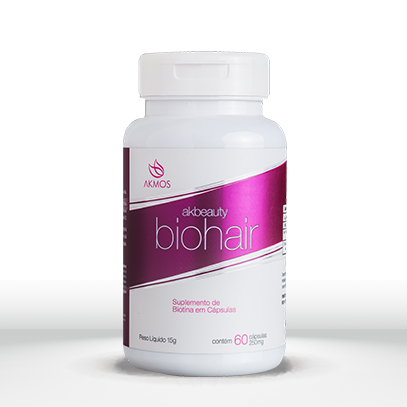 AKMOS
akbeauty
biohair
Suplemento de
Biotina em Cápsulas
Peso Líquido 15g
contém 60 cápsulas
250mg